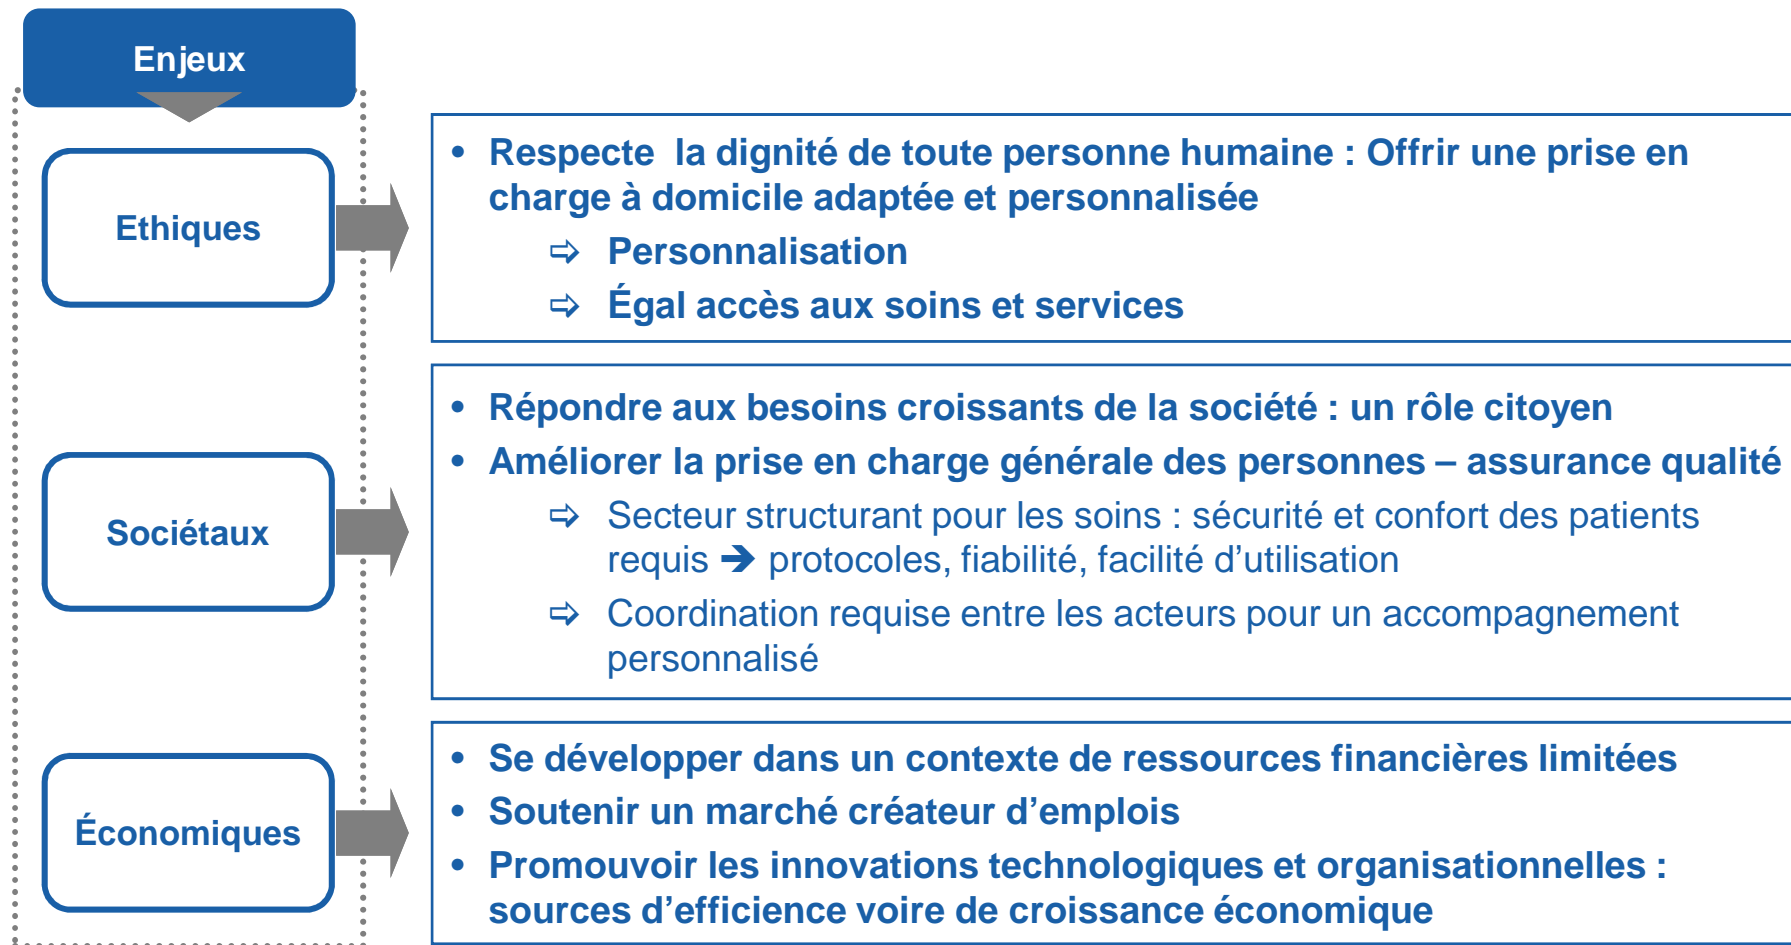 Enjeux
Ethiques
• Respecte la dignité de toute personne humaine : Offrir une prise en
charge à domicile adaptée et personnalisée
⇨ Personnalisation
⇨ Égal accès aux soins et services
Sociétaux
• Répondre aux besoins croissants de la société : un rôle citoyen
• Améliorer la prise en charge générale des personnes – assurance qualité
⇨ Secteur structurant pour les soins : sécurité et confort des patients
requis ➔ protocoles, fiabilité, facilité d’utilisation
⇨ Coordination requise entre les acteurs pour un accompagnement
personnalisé
Économiques
• Se développer dans un contexte de ressources financières limitées
• Soutenir un marché créateur d’emplois
• Promouvoir les innovations technologiques et organisationnelles :
sources d’efficience voire de croissance économique